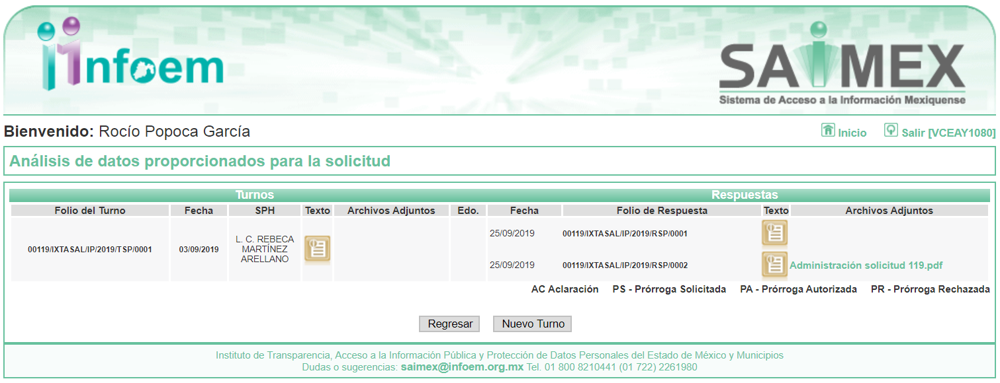 infoem
SAIMEX
Sistema de Acceso a la Información Mexiquense
Bienvenido: Rocío Popoca García
Inicio
Salir [VCEAY1080]
Análisis de datos proporcionados para la solicitud
Turnos Respuestas
Folio del Turno Fecha SPH Texto Archivos Adjuntos Edo. Fecha Folio de Respuesta Texto Archivos Adjuntos
00119/IXTASAL/IP/2019/TSP/0001 03/09/2019 L. C. REBECA
MARTÍNEZ
ARELLANO
25/09/2019 00119/IXTASAL/IP/2019/RSP/0001
25/09/2019 00119/IXTASAL/IP/2019/RSP/0002 Administración solicitud 119.pdf
AC Aclaración PS - Prórroga Solicitada PA - Prórroga Autorizada PR - Prórroga Rechazada
Regresar Nuevo Turno
Instituto de Transparencia, Acceso a la Información Pública y Protección de Datos Personales del Estado de México y Municipios
Dudas o sugerencias: saimex@infoem.org.mx Tel. 01 800 8210441 (01 722) 2261980